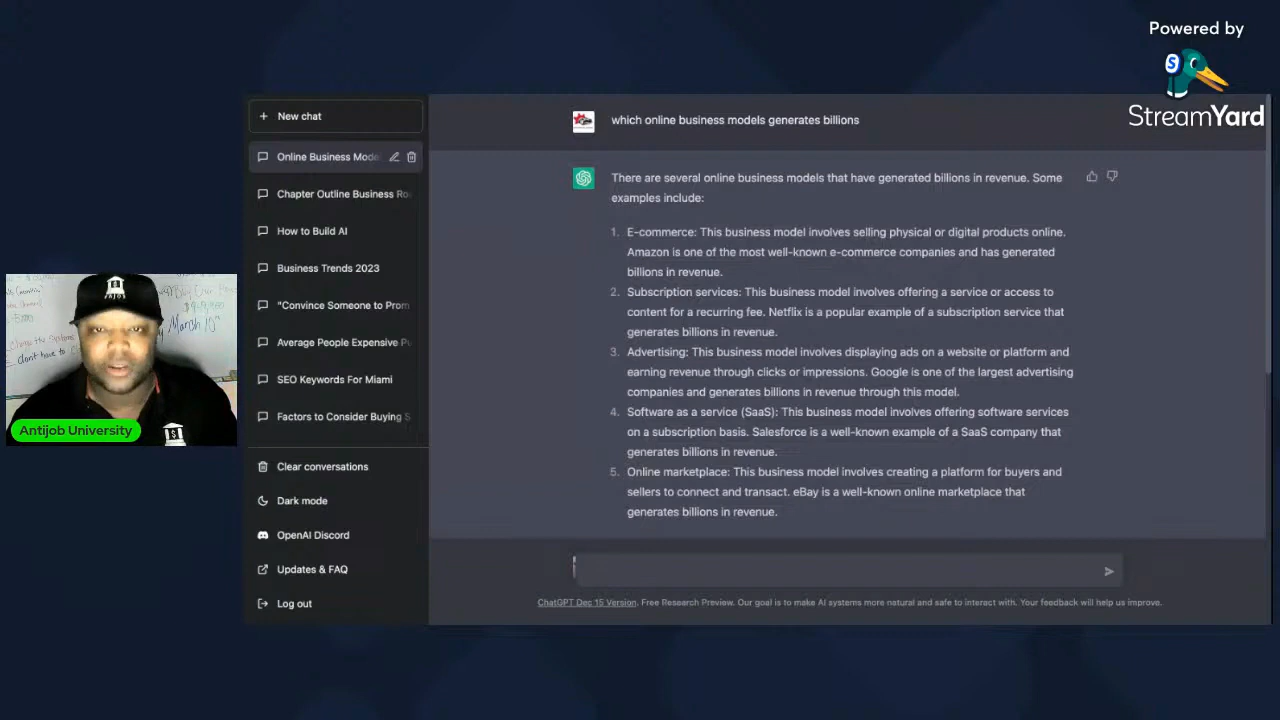 Powered by
StreamYard
New chat
Online Business Mode
Chapter Outline Business Ro
How to Build AI
Business Trends 2023
"Convince Someone to Prom
Average People Expensive Pu
SEO Keywords For Miami
Factors to Consider Buying S
Clear conversations
Dark mode
OpenAI Discord
Updates & FAQ
Log out
which online business models generates billions
There are several online business models that have generated billions in revenue. Some
examples include:
1. E-commerce: This business model involves selling physical or digital products online.
Amazon is one of the most well-known e-commerce companies and has generated
billions in revenue.
2. Subscription services: This business model involves offering a service or access to
content for a recurring fee. Netflix is a popular example of a subscription service that
generates billions in revenue.
3. Advertising: This business model involves displaying ads on a website or platform and
earning revenue through clicks or impressions. Google is one of the largest advertising
companies and generates billions in revenue through this model.
4. Software as a service (SaaS): This business model involves offering software services
on a subscription basis. Salesforce is a well-known example of a SaaS company that
generates billions in revenue.
5. Online marketplace: This business model involves creating a platform for buyers and
sellers to connect and transact. eBay is a well-known online marketplace that
generates billions in revenue.
ChatGPT Dec 15 Version. Free Research Preview. Our goal is to make AI systems more natural and safe to interact with. Your feedback will help us improve.
March 10th
don't have to
Antijob University